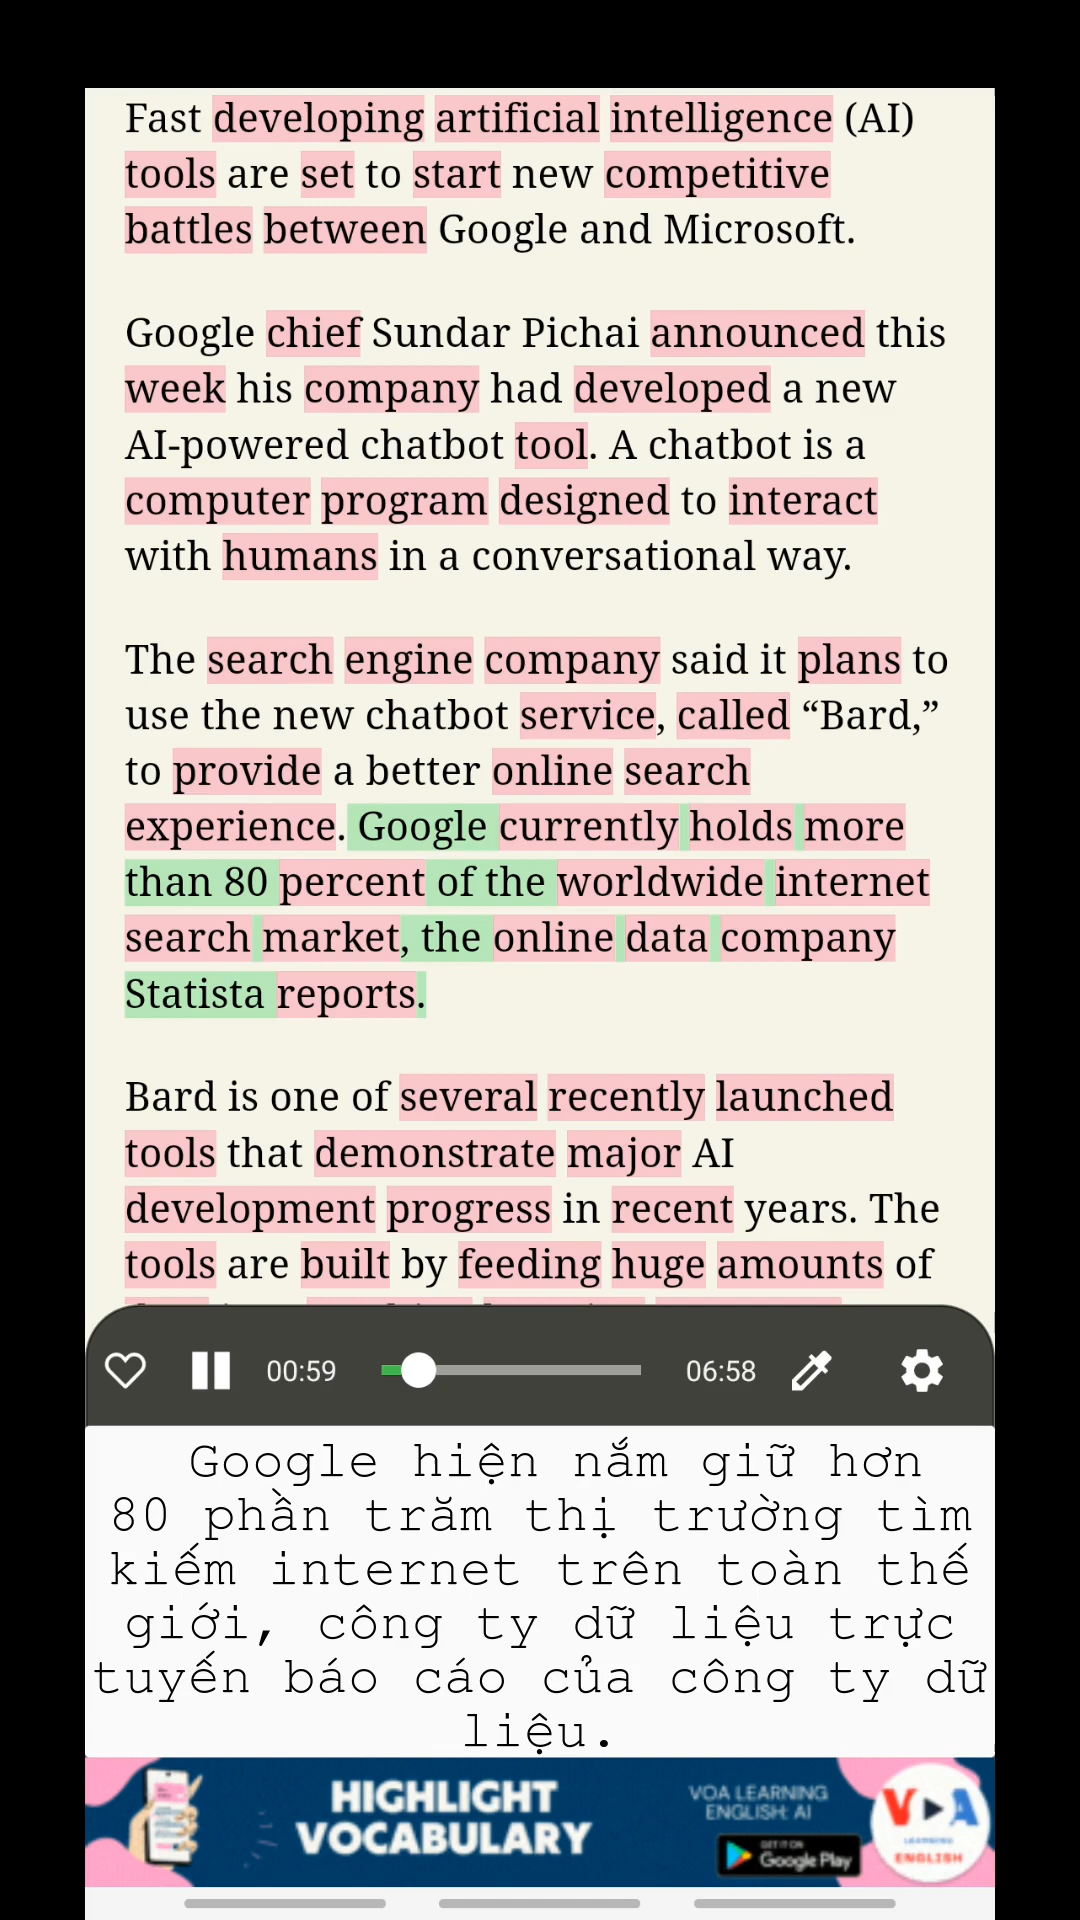 Fast developing artificial intelligence (AI)
tools are set to start new competitive
battles between Google and Microsoft.
Google chief Sundar Pichai announced this
week his company had developed a new
AI-powered chatbot tool. A chatbot is a
computer program designed to interact
with humans in a conversational way.
The search engine company said it plans to
use the new chatbot service, called “Bard,”
to provide a better online search
experience. Google currently holds more
than 80 percent of the worldwide internet
search market, the online data company
Statista reports.
Bard is one of several recently launched
tools that demonstrate major AI
development progress in recent years. The
tools are built by feeding huge amounts of
00:59 06:58
Google hiện nắm giữ hơn
80 phần trăm thị trường tìm
kiếm internet trên toàn thế
giới, công ty dữ liệu trực
tuyến báo cáo của công ty dữ
liệu.
HIGHLIGHT
VOCABULARY
VOA LEARNING
ENGLISH: AI
GET IT ON
Google Play
VOA
LEARNING
ENGLISH